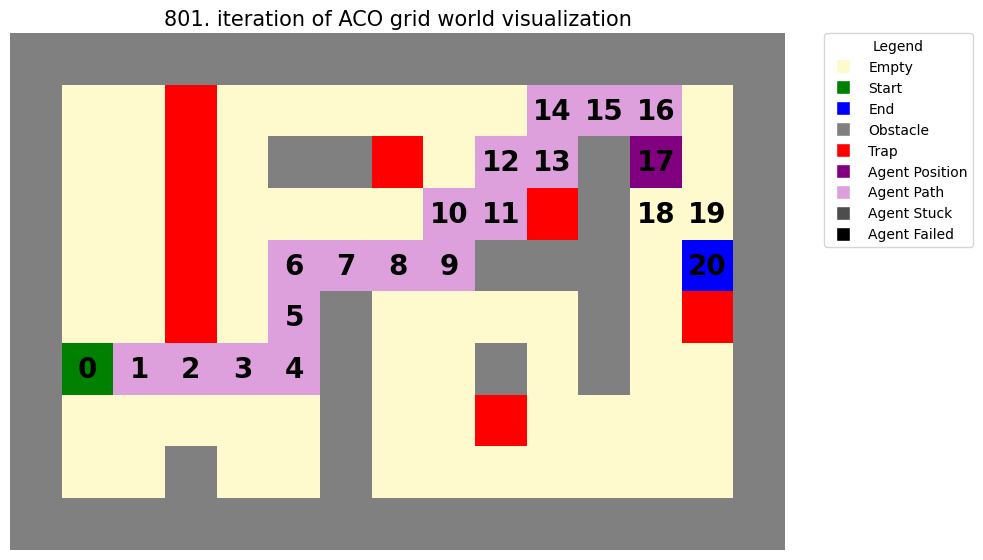 801. iteration of ACO grid world visualization
Legend
Empty
Start
End
Obstacle
Trap
Agent Position
Agent Path
Agent Stuck
Agent Failed
14 15 16
12 13 17
10 11 18 19
6 7 8 9 20
5
0 1 2 3 4